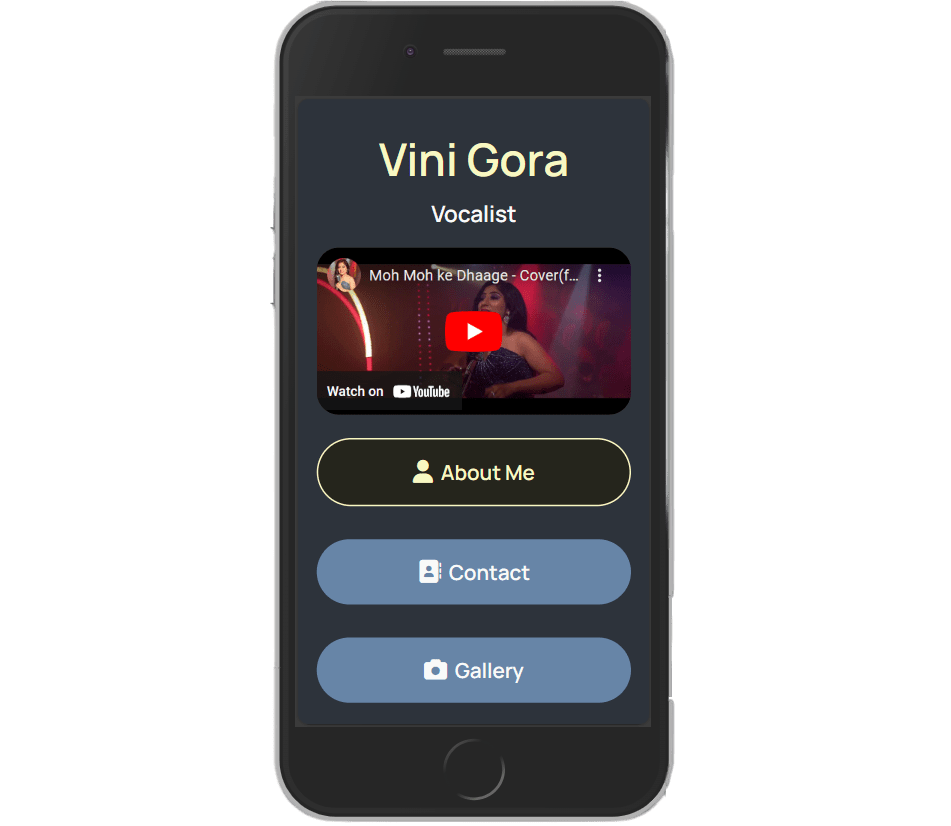 Vini Gora
Vocalist
Moh Moh ke Dhaage - Cover(f...
Watch on YouTube
About Me
Contact
Gallery